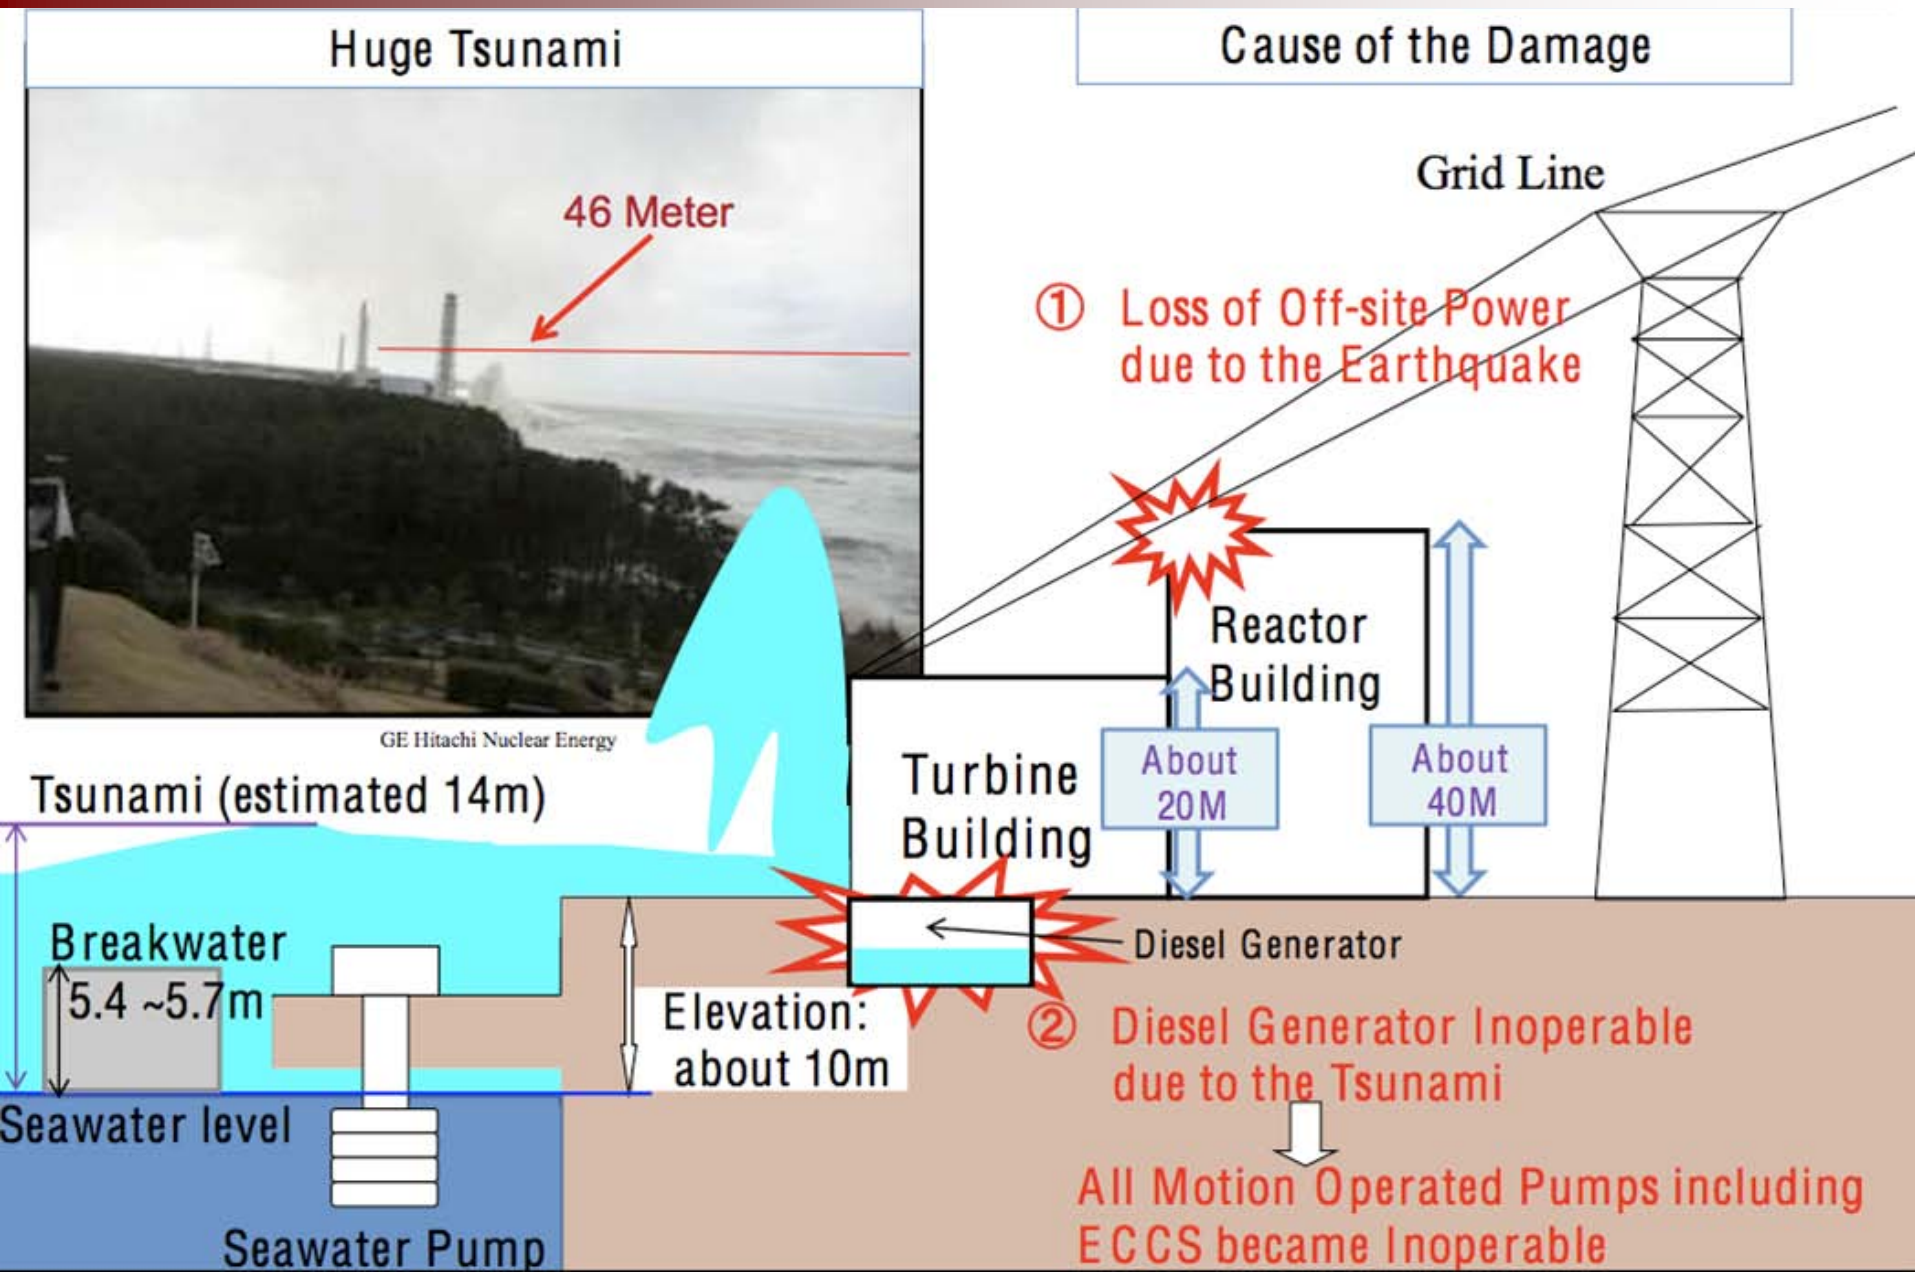 Huge Tsunami
Cause of the Damage
46 Meter
Grid Line
① Loss of Off-site Power
due to the Earthquake
Reactor
Building
GE Hitachi Nuclear Energy
Tsunami (estimated 14m)
Turbine
Building
About
20M
About
40M
Breakwater
5.4 ~5.7m
Diesel Generator
Elevation:
about 10m
② Diesel Generator Inoperable
due to the Tsunami
Seawater level
All Motion Operated Pumps including
ECCS became Inoperable
Seawater Pump